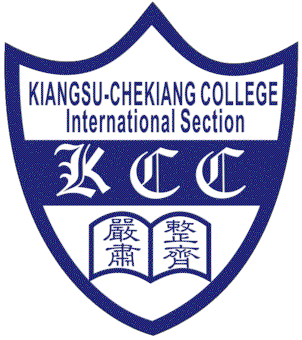 KIANGSU-CHEKIANG COLLEGE
International Section
KCC
整齊
嚴肅